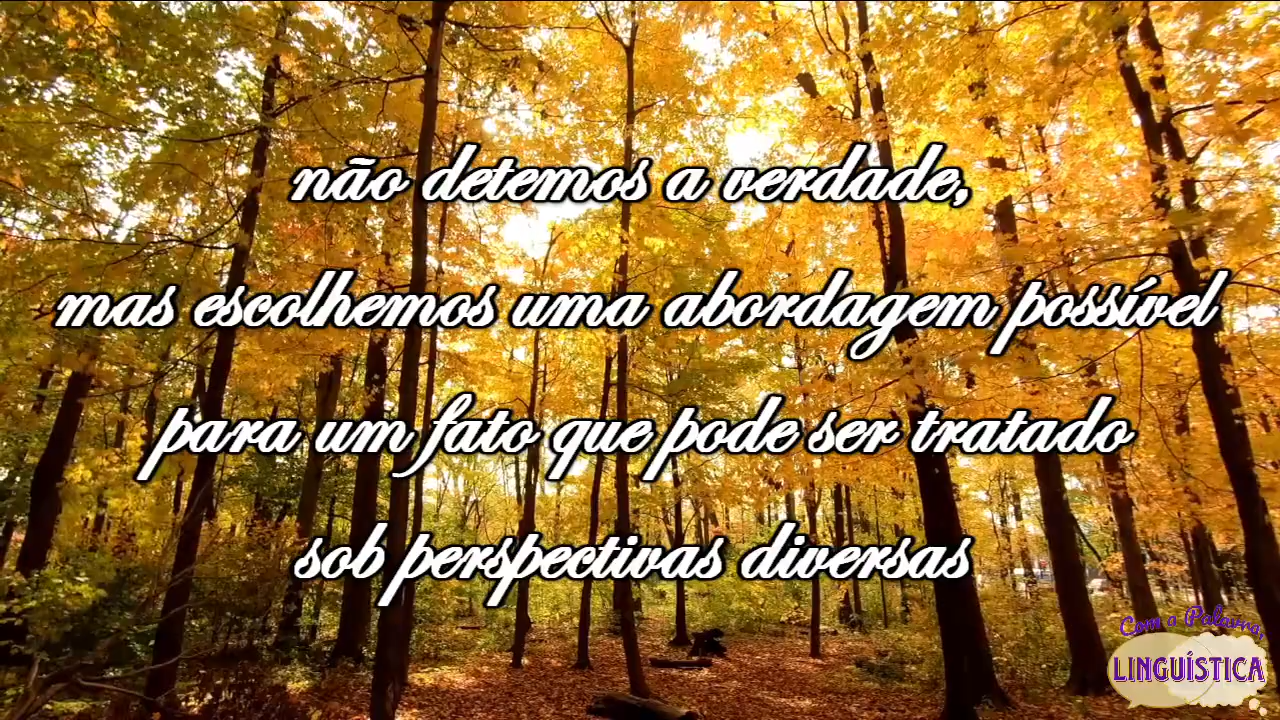 não detemos a verdade,
mas escolhemos uma abordagem possível
para um fato que pode ser tratado
sob perspectivas diversas
Com a Palavra,
LINGUÍSTICA